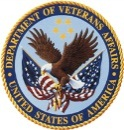 DEPARTMENT OF VETERANS AFFAIRS
UNITED STATES OF AMERICA